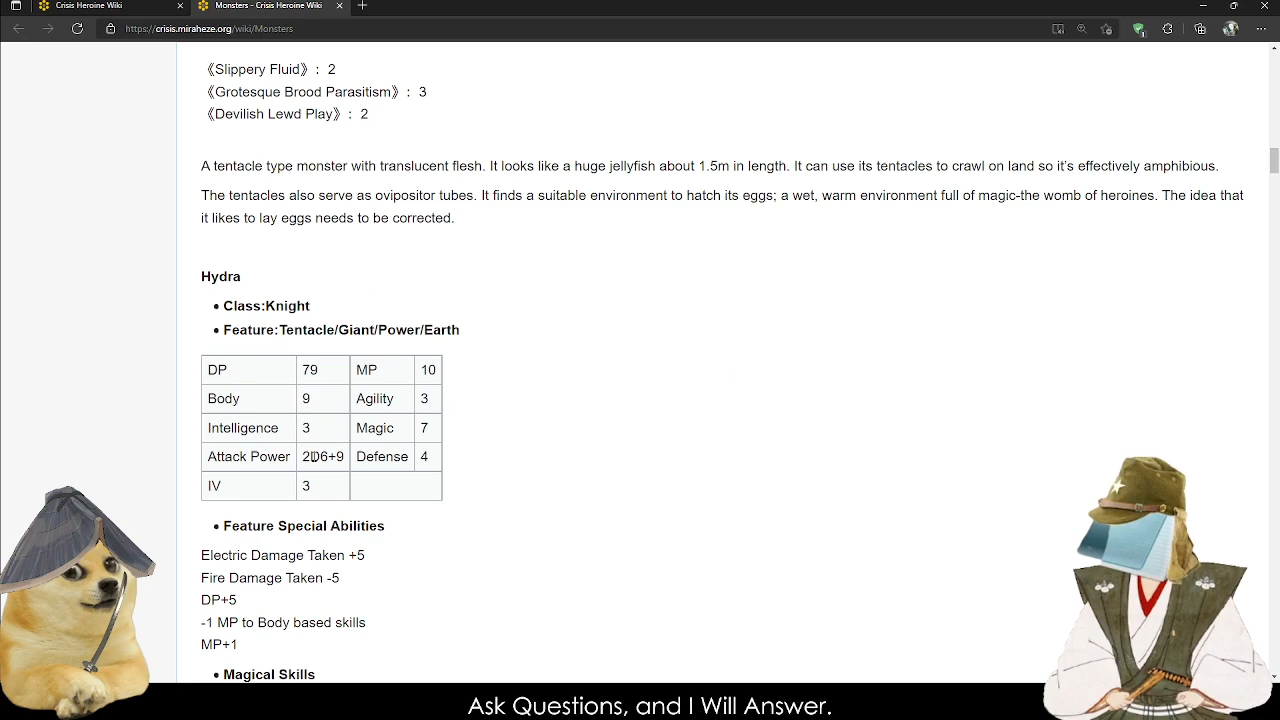 Crisis Heroine Wiki
Monsters - Crisis Heroine Wiki
https://crisis.miraheze.org/wiki/Monsters
《Slippery Fluid》: 2
《Grotesque Brood Parasitism》: 3
《Devilish Lewd Play》: 2
A tentacle type monster with translucent flesh. It looks like a huge jellyfish about 1.5m in length. It can use its tentacles to crawl on land so it's effectively amphibious.
The tentacles also serve as ovipositor tubes. It finds a suitable environment to hatch its eggs; a wet, warm environment full of magic-the womb of heroines. The idea that
it likes to lay eggs needs to be corrected.
Hydra
• Class:Knight
• Feature:Tentacle/Giant/Power/Earth
DP 79 MP 10
Body 9 Agility 3
Intelligence 3 Magic 7
Attack Power 2D6+9 Defense 4
IV 3
• Feature Special Abilities
Electric Damage Taken +5
Fire Damage Taken -5
DP+5
-1 MP to Body based skills
MP+1
• Magical Skills
Ask Questions, and I Will Answer.